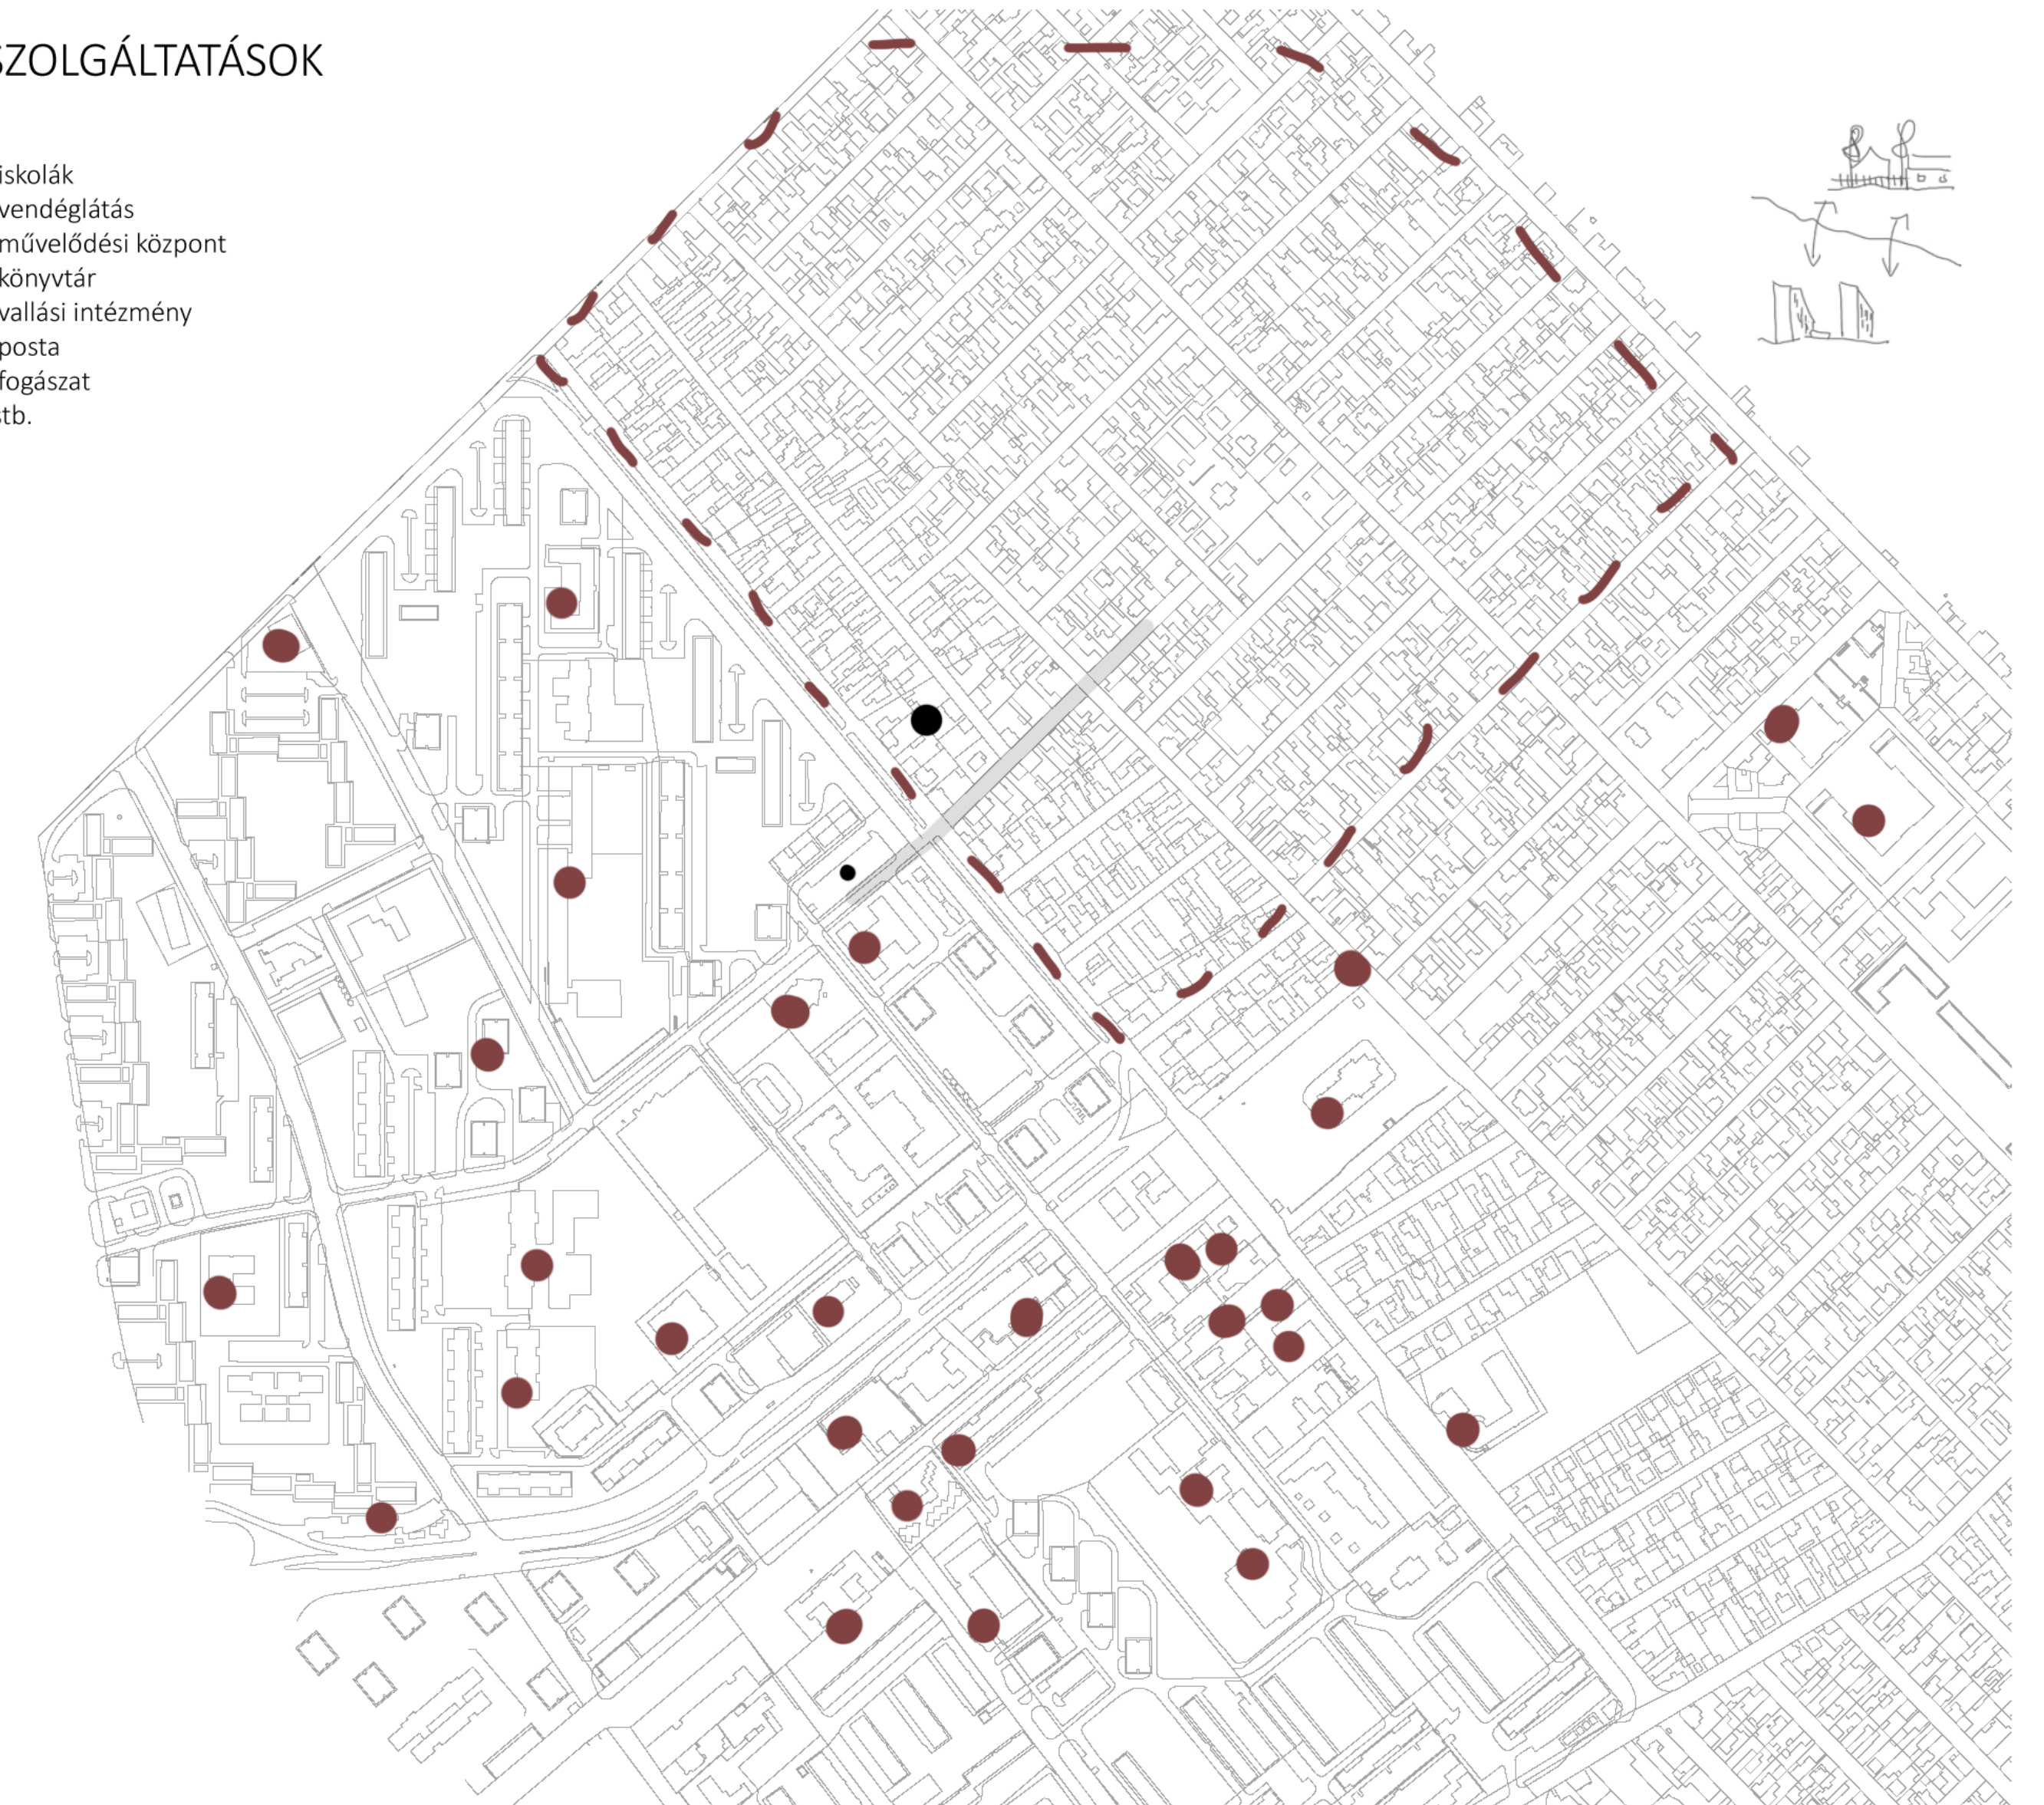 SZOLGÁLTATÁSOK
iskolák
vendéglátás
művelődési központ
könyvtár
vallási intézmény
posta
fogászat
stb.